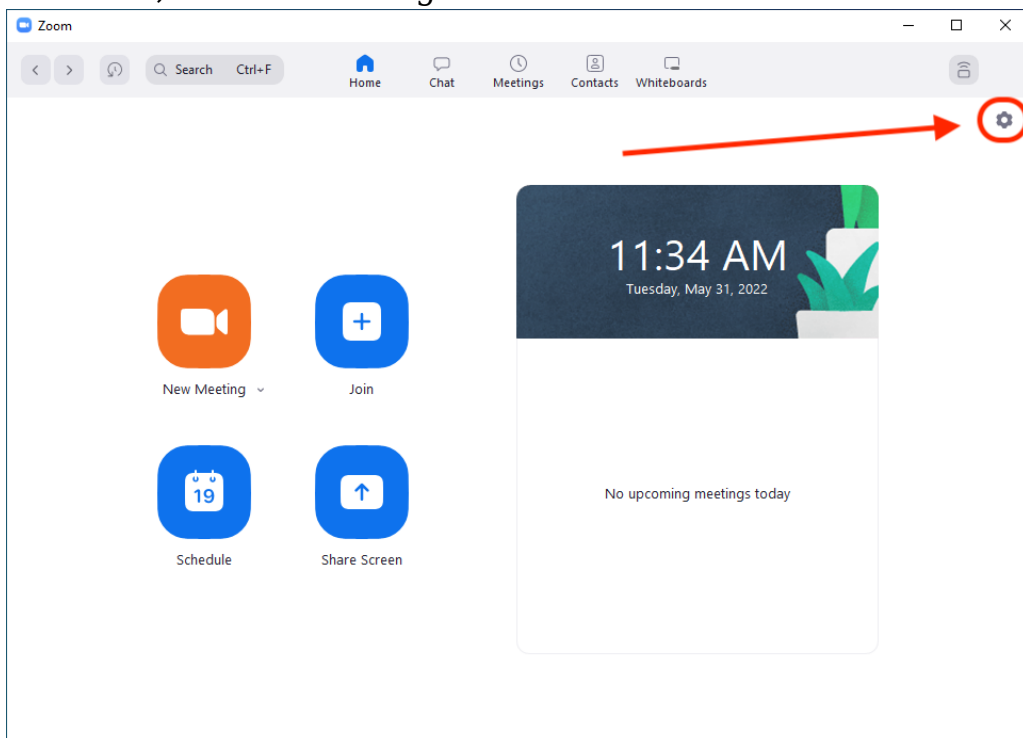 Zoom
Search Ctrl+F
Home Chat Meetings Contacts Whiteboards
11:34 AM
Tuesday, May 31, 2022
New Meeting Join
19
Schedule Share Screen
No upcoming meetings today